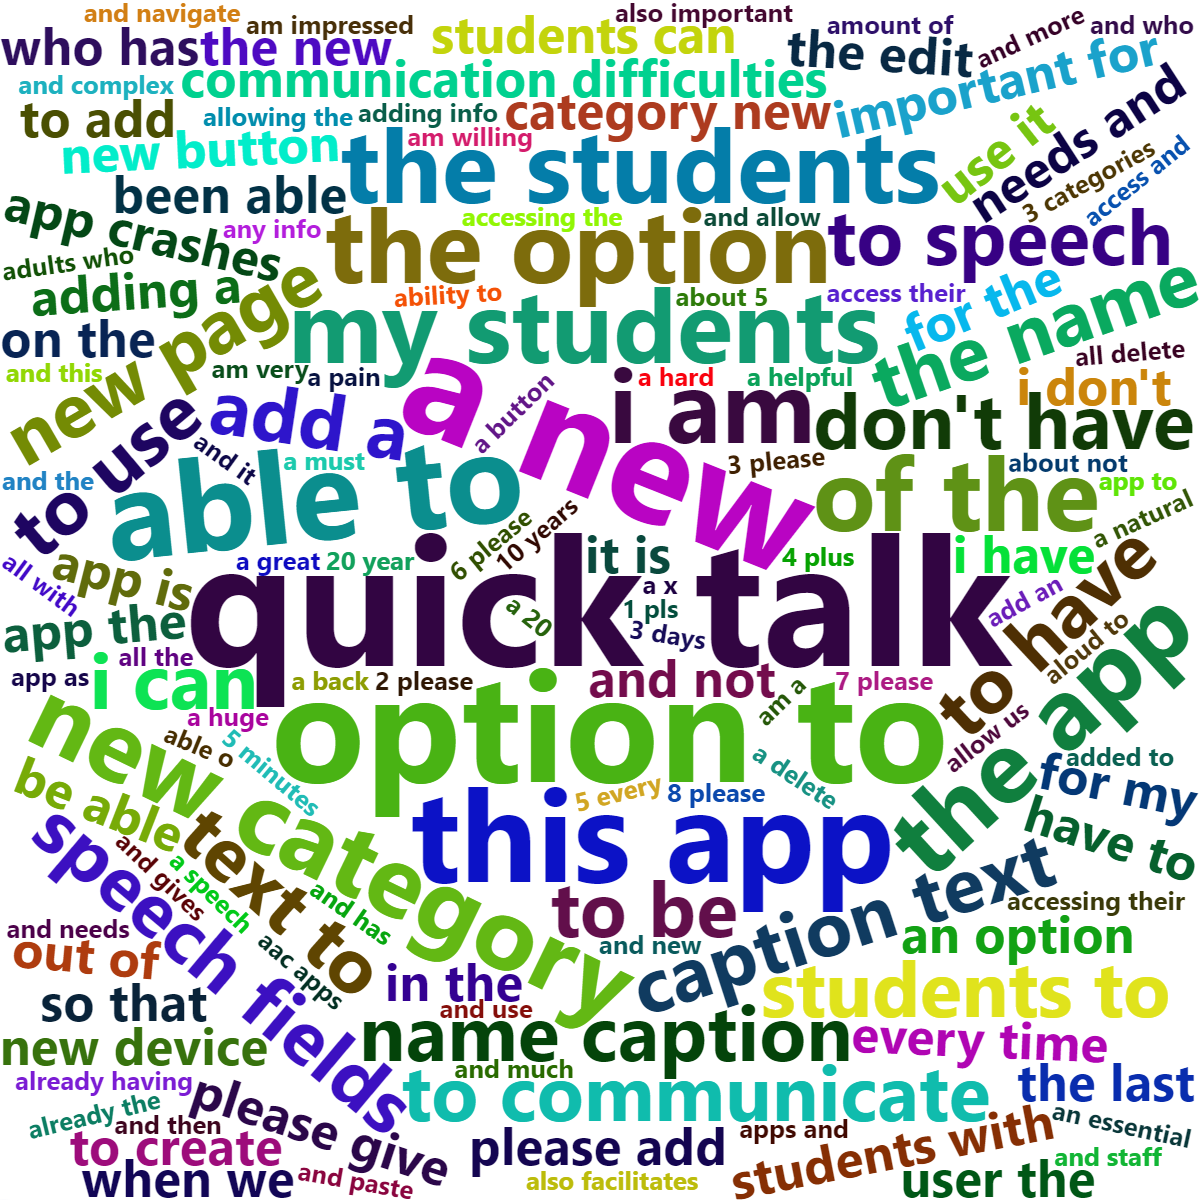 and navigate
am impressed
also important
amount of
and more
and who
who has
the new
students can
the edit
and complex
communication difficulties
important for
to add
allowing the
adding info
category new
am willing
new button
the students
use it
needs and
3 categories
access and
been able
app crashes
any info
accessing the
and allow
the option
to speech
adults who
adding a
new page
ability to
about 5
access their
for the
my students
the name
on the
and this
am very
a pain
a button
a hard
a helpful
all delete
i don't
a new
i am
don't have
add a
to use
and it
a must
3 please
about not
and the
able to
of the
app to
a natural
6 please
10 years
all with
app is
a great
20 year
it is
4 plus
i have
quick talk
a x
a 20
1 pls
3 days
add an
to have
aloud to
app the
all the
app as
i can
a back
2 please
and not
7 please
am a
the app
allow us
a huge
able o
5 minutes
option to
a delete
added to
for my
new category
be able
text to
5 every
8 please
this app
have to
speech fields
and gives
a speech
and has
caption text
accessing their
and needs
out of
aac apps
to be
and new
an option
in the
and use
students to
so that
name caption
every time
new device
and much
already having
to communicate
the last
already the
and then
please give
an essential
to create
please add
apps and
students with
and staff
when we
and paste
also facilitates
user the